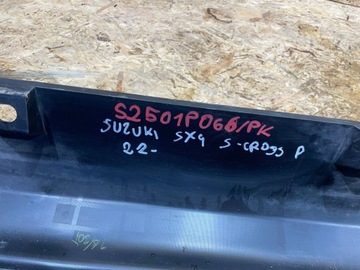 S2501P066/PK
SUZUKI SX4 S-CROSS P
22-